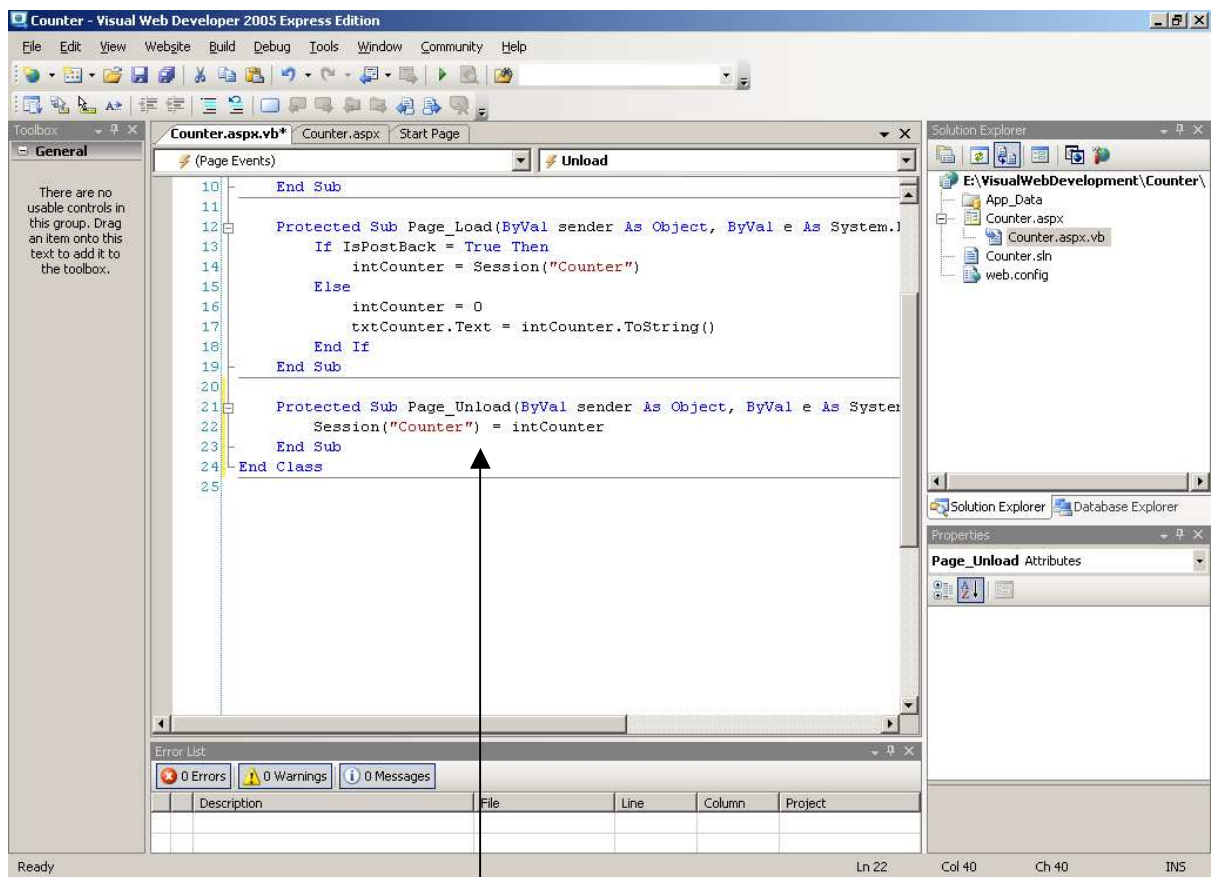 Counter - Visual Web Developer 2005 Express Edition
File Edit View Website Build Debug Tools Window Community Help
Toolbox
General
There are no
usable controls in
this group. Drag
an item onto this
text to add it to
the toolbox.
Counter.aspx.vb* Counter.aspx Start Page
(Page Events) Unload
10 End Sub
11
12 Protected Sub Page_Load(ByVal sender As Object, ByVal e As System.
13 If IsPostBack = True Then
14 intCounter = Session("Counter")
15 Else
16 intCounter = 0
17 txtCounter.Text = intCounter.ToString()
18 End If
19 End Sub
20
21 Protected Sub Page_Unload(ByVal sender As Object, ByVal e As System
22 Session("Counter") = intCounter
23 End Sub
24 End Class
25
Error List
0 Errors 0 Warnings 0 Messages
Description File Line Column Project
Solution Explorer
E:\VisualWebDevelopment\Counter\
App_Data
Counter.aspx
Counter.aspx.vb
Counter.sln
web.config
Solution Explorer Database Explorer
Properties
Page_Unload Attributes
Ready Ln 22 Col 40 Ch 40 INS